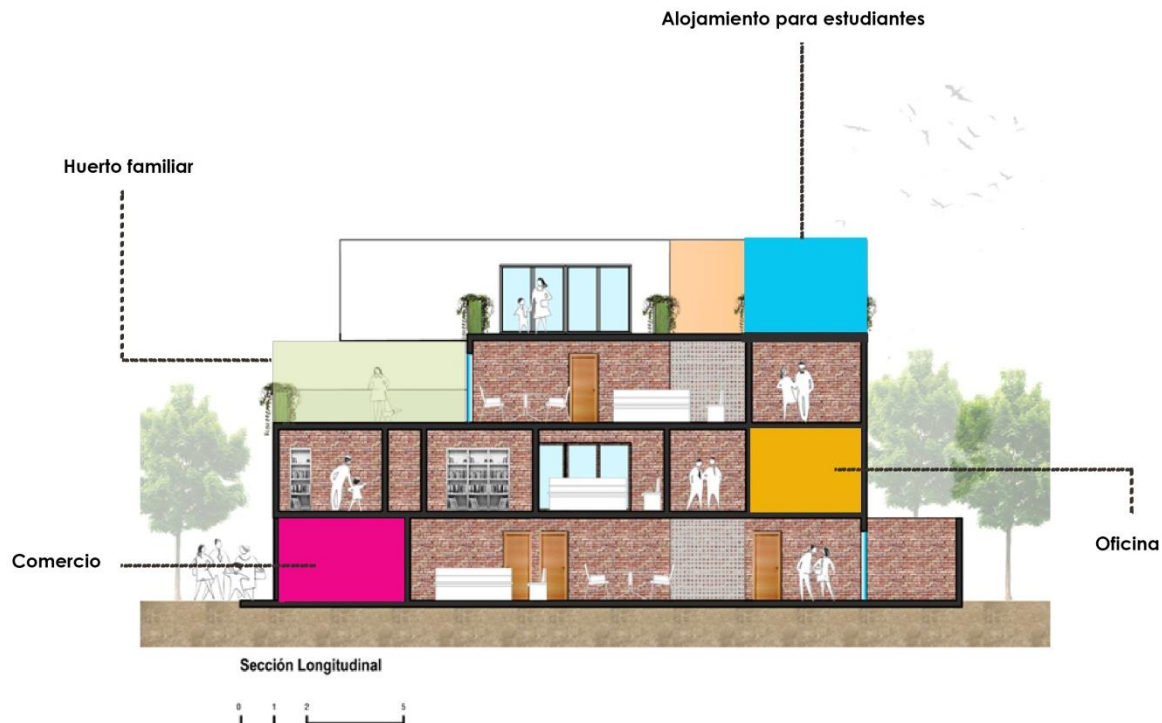 Alojamiento para estudiantes
Huerto familiar
Comercio
Oficina
Sección Longitudinal
0 1 2 5